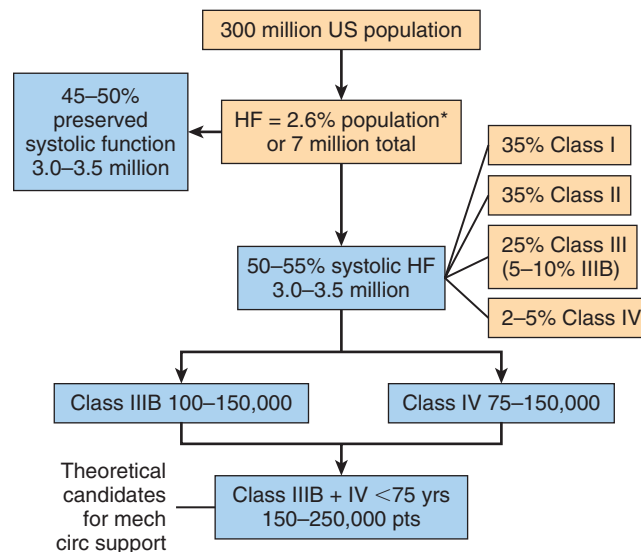 300 million US population
45–50%
preserved
systolic function
3.0–3.5 million
HF = 2.6% population*
or 7 million total
35% Class I
35% Class II
25% Class III
(5–10% IIIB)
2–5% Class IV
50–55% systolic HF
3.0–3.5 million
Class IIIB 100–150,000
Class IV 75–150,000
Theoretical
candidates
for mech
circ support
Class IIIB + IV <75 yrs
150–250,000 pts